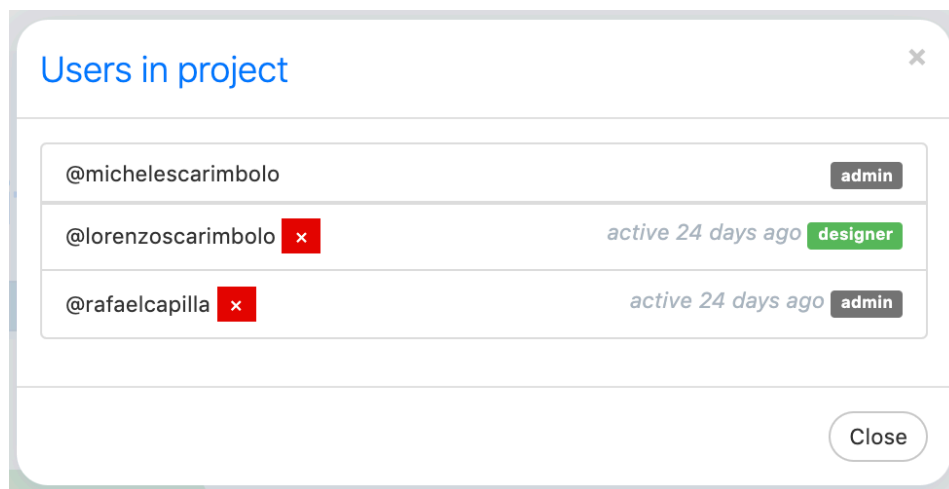 Users in project
×
@michelescarimbolo admin
@lorenzoscarimbolo × active 24 days ago designer
@rafaelcapilla × active 24 days ago admin
Close